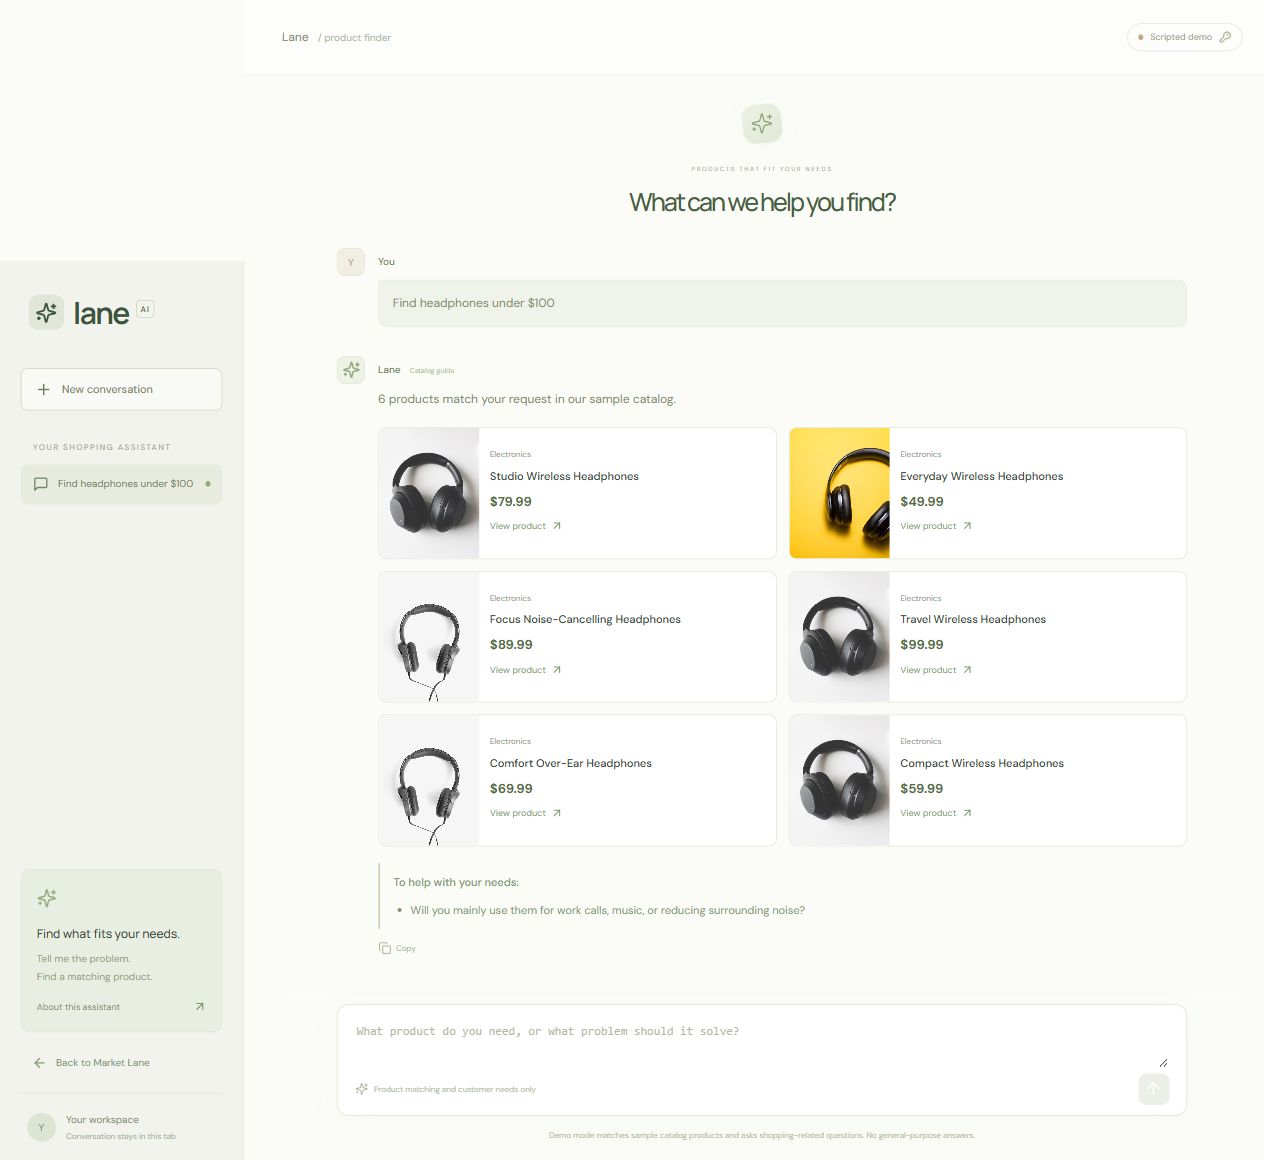 Lane / product finder
Scripted demo
PRODUCTS THAT FIT YOUR NEEDS
What can we help you find?
lane AI
New conversation
YOUR SHOPPING ASSISTANT
Find headphones under $100
Find what fits your needs.
Tell me the problem.
Find a matching product.
About this assistant
Back to Market Lane
Y
Your workspace
Conversation stays in this tab
Y
You
Find headphones under $100
Lane Catalog guide
6 products match your request in our sample catalog.
Electronics
Studio Wireless Headphones
$79.99
View product
Electronics
Everyday Wireless Headphones
$49.99
View product
Electronics
Focus Noise-Cancelling Headphones
$89.99
View product
Electronics
Travel Wireless Headphones
$99.99
View product
Electronics
Comfort Over-Ear Headphones
$69.99
View product
Electronics
Compact Wireless Headphones
$59.99
View product
To help with your needs:
• Will you mainly use them for work calls, music, or reducing surrounding noise?
Copy
What product do you need, or what problem should it solve?
Product matching and customer needs only
Demo mode matches sample catalog products and asks shopping-related questions. No general-purpose answers.